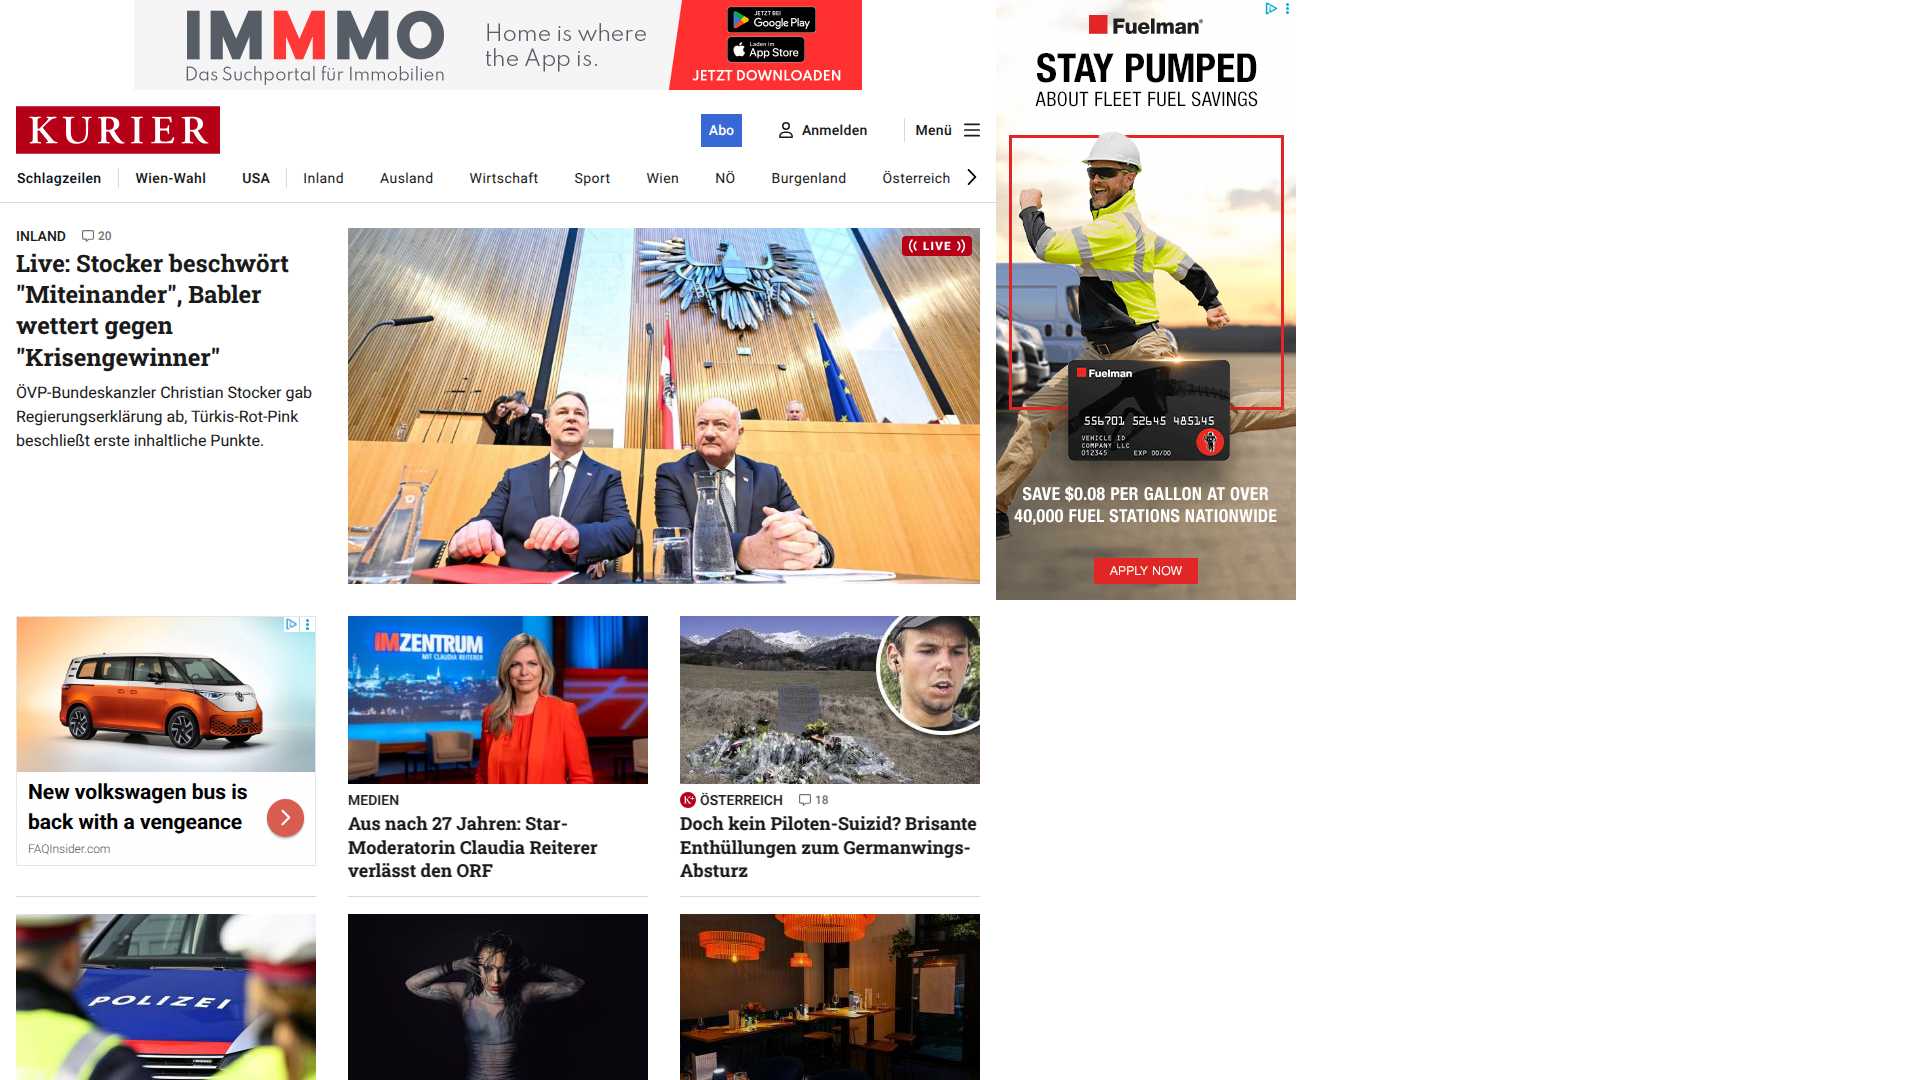 IMMMO
Das Suchportal für Immobilien
Home is where
the App is.
JETZT BEI
Google Play
Laden im
App Store
JETZT DOWNLOADEN
KURIER
Abo
Anmelden
Menü
Schlagzeilen
Wien-Wahl
USA
Inland
Ausland
Wirtschaft
Sport
Wien
NÖ
Burgenland
Österreich
INLAND 20
Live: Stocker beschwört
"Miteinander", Babler
wettert gegen
"Krisengewinner"
ÖVP-Bundeskanzler Christian Stocker gab
Regierungserklärung ab, Türkis-Rot-Pink
beschließt erste inhaltliche Punkte.
(( LIVE ))
Fuelman
STAY PUMPED
ABOUT FLEET FUEL SAVINGS
Fuelman
556701 52645 485145
VEHICLE ID
COMPANY LLC
012345 EXP 00/00
SAVE $0.08 PER GALLON AT OVER
40,000 FUEL STATIONS NATIONWIDE
APPLY NOW
New volkswagen bus is
back with a vengeance
FAQInsider.com
IMZENTRUM
MIT CLAUDIA REITERER
MEDIEN
Aus nach 27 Jahren: Star-
Moderatorin Claudia Reiterer
verlässt den ORF
K+ ÖSTERREICH 18
Doch kein Piloten-Suizid? Brisante
Enthüllungen zum Germanwings-
Absturz
POLIZEI